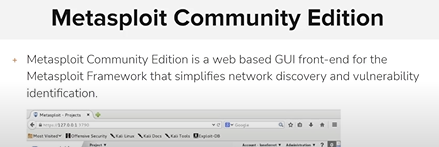 Metasploit Community Edition
+ Metasploit Community Edition is a web based GUI front-end for the
Metasploit Framework that simplifies network discovery and vulnerability
identification.
Metasploit - Projects
https://127.0.0.1:3790
Google
Most Visited Offensive Security Kali Linux Kali Docs Kali Tools Exploit-DB
Project Administration